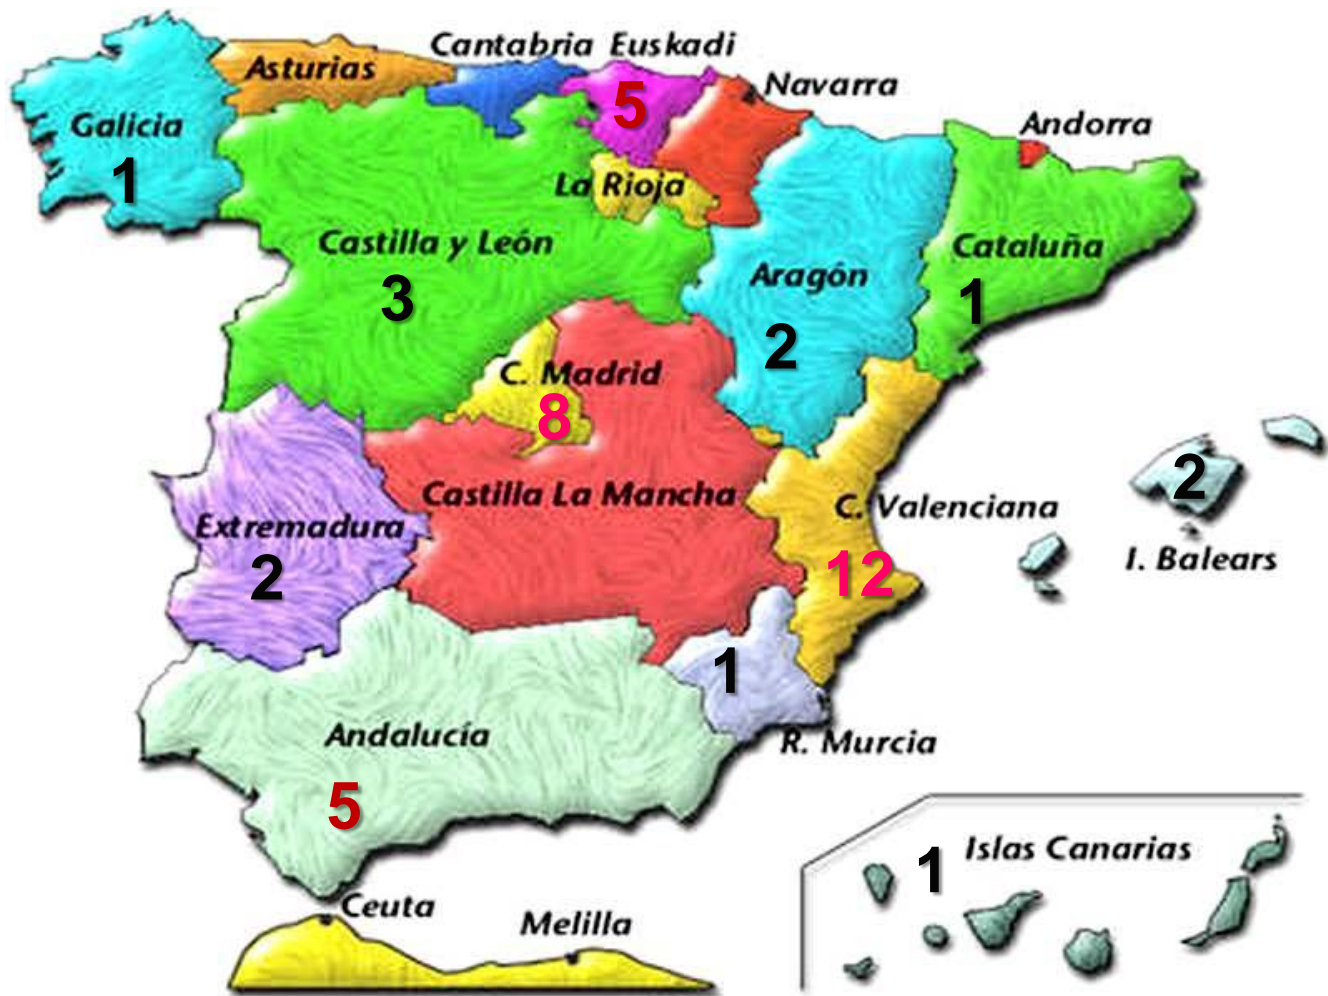 Cantabria Euskadi
Asturias
5
Navarra
Galicia
Andorra
1
La Rioja
Castilla y León
Cataluña
Aragón
3
1
2
C. Madrid
8
2
Castilla La Mancha
C. Valenciana
Extremadura
I. Balears
2
12
1
Andalucía
R. Murcia
5
Islas Canarias
1
Ceuta
Melilla